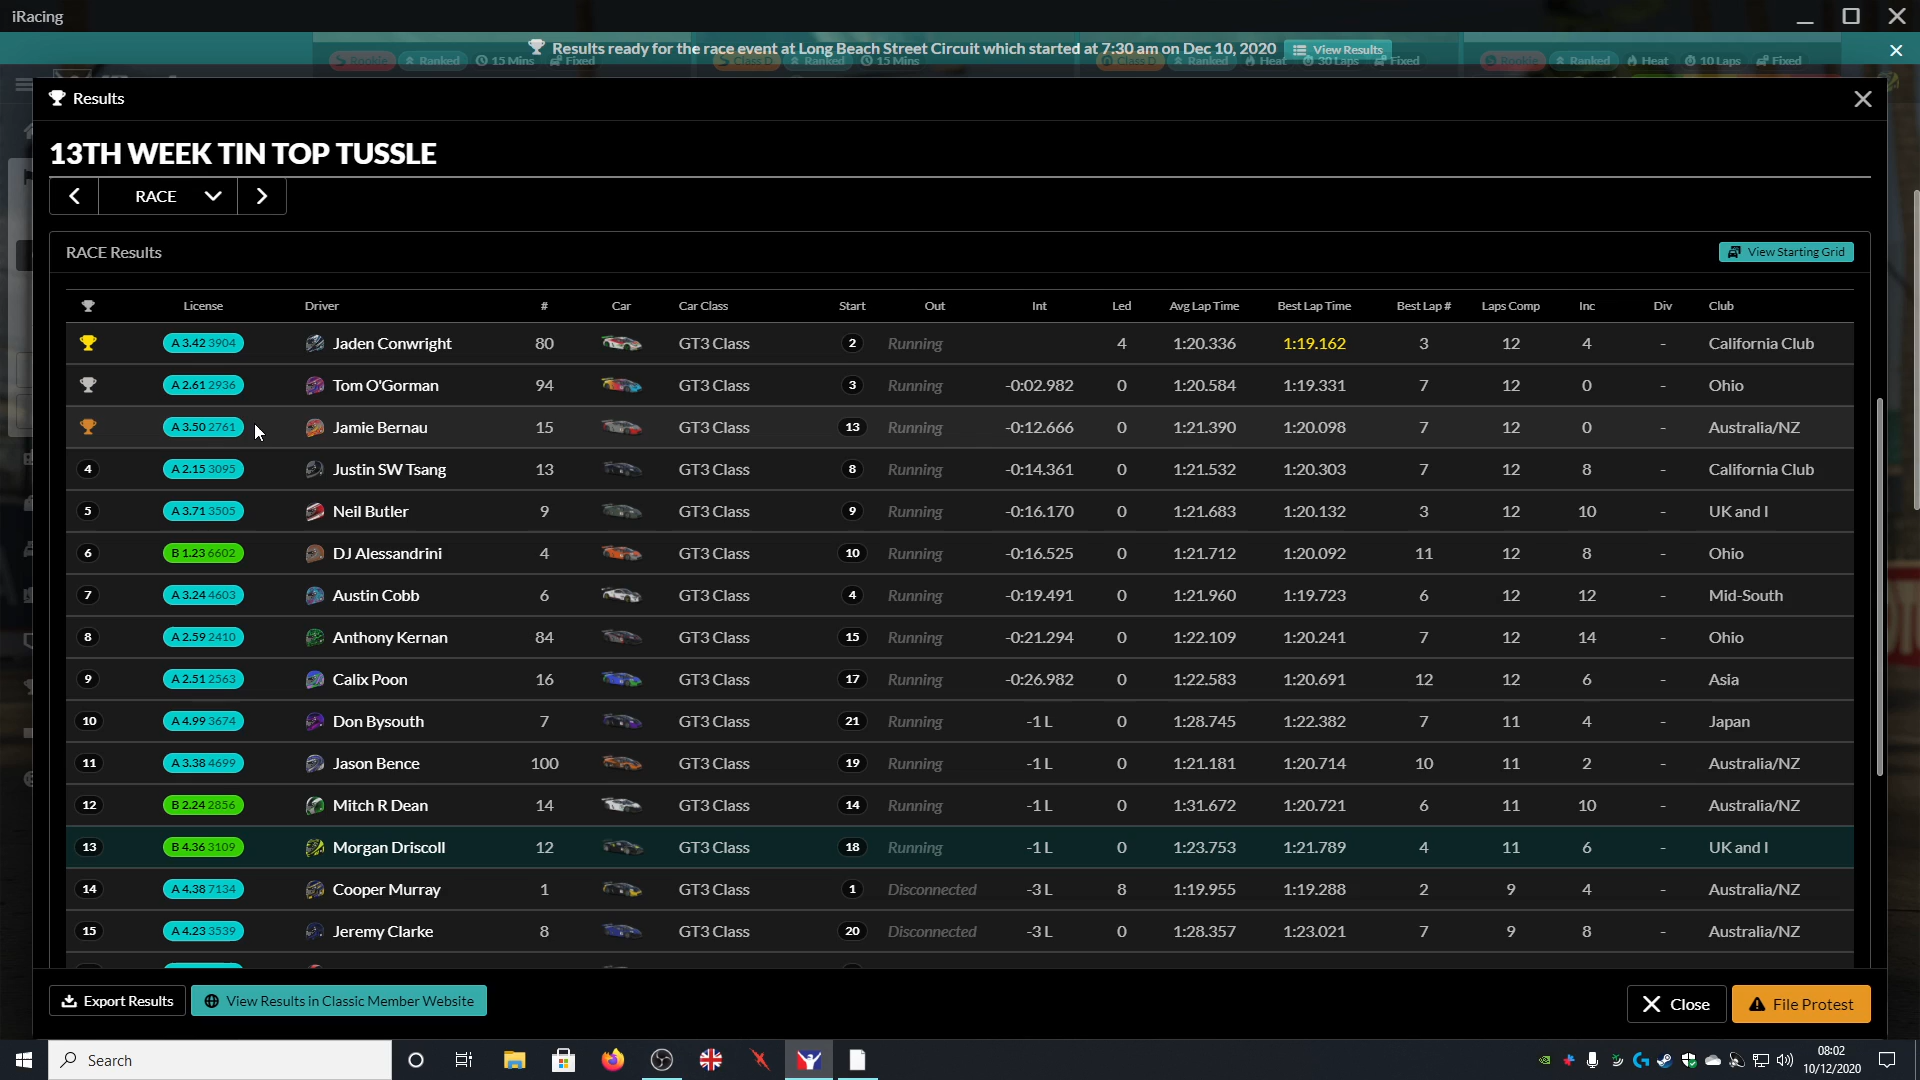 iRacing
Results ready for the race event at Long Beach Street Circuit which started at 7:30 am on Dec 10, 2020 View Results
Rookie Ranked 15 Mins Fixed Class D Ranked 15 Mins Class D Ranked Heat 30 Laps Fixed Rookie Ranked Heat 10 Laps Fixed
Results
13TH WEEK TIN TOP TUSSLE
RACE
RACE Results View Starting Grid
License Driver # Car Car Class Start Out Int Led Avg Lap Time Best Lap Time Best Lap # Laps Comp Inc Div Club
A 3.42 3904 Jaden Conwright 80 GT3 Class 2 Running 4 1:20.336 1:19.162 3 12 4 - California Club
A 2.61 2936 Tom O'Gorman 94 GT3 Class 3 Running -0:02.982 0 1:20.584 1:19.331 7 12 0 - Ohio
A 3.50 2761 Jamie Bernau 15 GT3 Class 13 Running -0:12.666 0 1:21.390 1:20.098 7 12 0 - Australia/NZ
4 A 2.15 3095 Justin SW Tsang 13 GT3 Class 8 Running -0:14.361 0 1:21.532 1:20.303 7 12 8 - California Club
5 A 3.71 3505 Neil Butler 9 GT3 Class 9 Running -0:16.170 0 1:21.683 1:20.132 3 12 10 - UK and I
6 B 1.23 6602 DJ Alessandrini 4 GT3 Class 10 Running -0:16.525 0 1:21.712 1:20.092 11 12 8 - Ohio
7 A 3.24 4603 Austin Cobb 6 GT3 Class 4 Running -0:19.491 0 1:21.960 1:19.723 6 12 12 - Mid-South
8 A 2.59 2410 Anthony Kernan 84 GT3 Class 15 Running -0:21.294 0 1:22.109 1:20.241 7 12 14 - Ohio
9 A 2.51 2563 Calix Poon 16 GT3 Class 17 Running -0:26.982 0 1:22.583 1:20.691 12 12 6 - Asia
10 A 4.99 3674 Don Bysouth 7 GT3 Class 21 Running -1 L 0 1:28.745 1:22.382 7 11 4 - Japan
11 A 3.38 4699 Jason Bence 100 GT3 Class 19 Running -1 L 0 1:21.181 1:20.714 10 11 2 - Australia/NZ
12 B 2.24 2856 Mitch R Dean 14 GT3 Class 14 Running -1 L 0 1:31.672 1:20.721 6 11 10 - Australia/NZ
13 B 4.36 3109 Morgan Driscoll 12 GT3 Class 18 Running -1 L 0 1:23.753 1:21.789 4 11 6 - UK and I
14 A 4.38 7134 Cooper Murray 1 GT3 Class 1 Disconnected -3 L 8 1:19.955 1:19.288 2 9 4 - Australia/NZ
15 A 4.23 3539 Jeremy Clarke 8 GT3 Class 20 Disconnected -3 L 0 1:28.357 1:23.021 7 9 8 - Australia/NZ
Export Results View Results in Classic Member Website Close File Protest
Search 08:02
10/12/2020